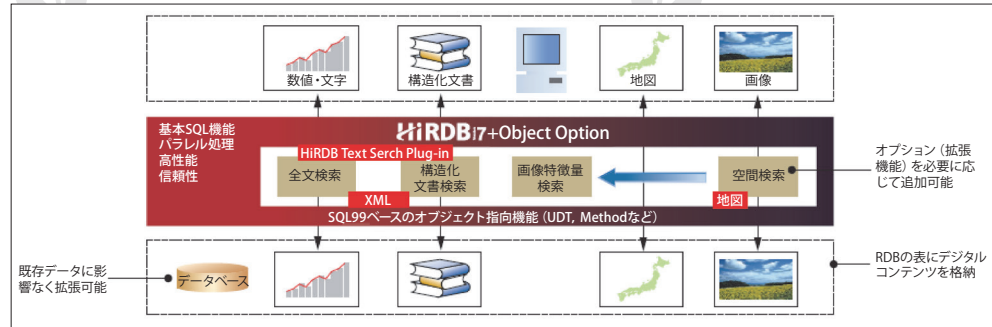 数値・文字
構造化文書
地図
画像
基本SQL機能
パラレル処理
高性能
信頼性
HiRDB 7+Object Option
HiRDB Text Serch Plug-in
全文検索
構造化
文書検索
画像特徴量
検索
空間検索
XML
地図
SQL99ベースのオブジェクト指向機能（UDT, Methodなど）
オプション（拡張
機能）を必要に応
じて追加可能
既存データに影
響なく拡張可能
データベース
RDBの表にデジタル
コンテンツを格納